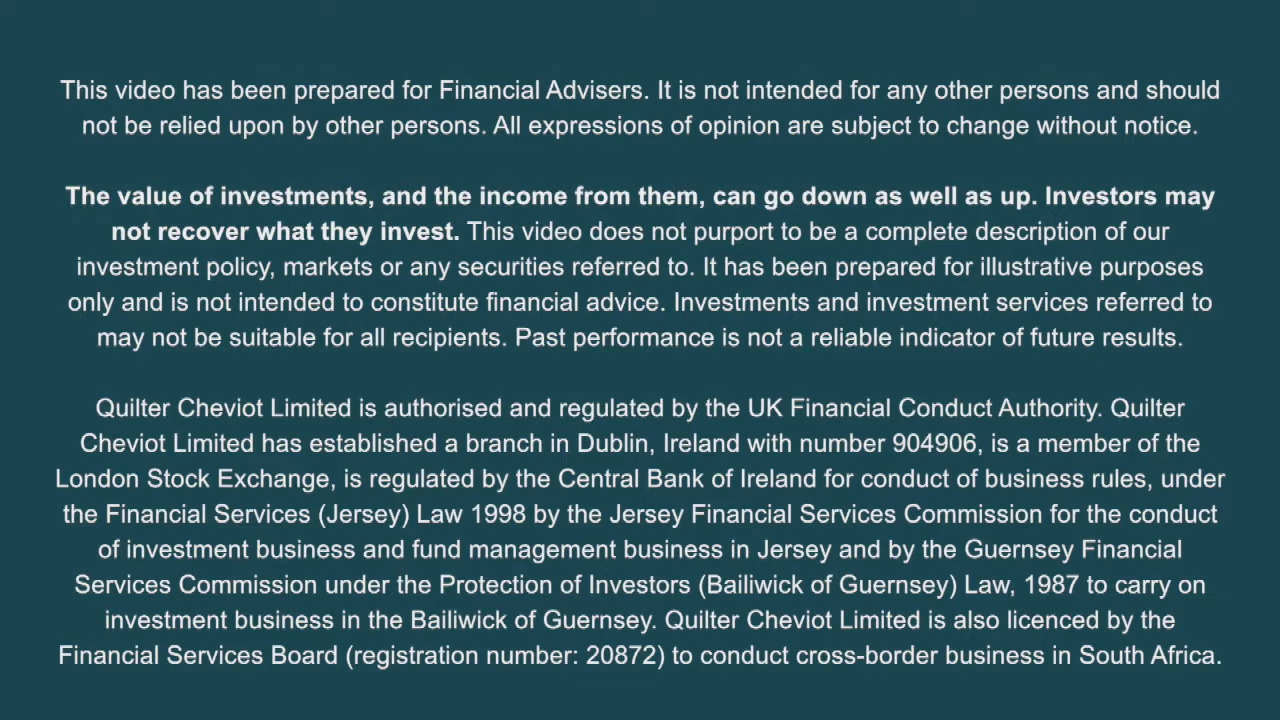 This video has been prepared for Financial Advisers. It is not intended for any other persons and should
not be relied upon by other persons. All expressions of opinion are subject to change without notice.
The value of investments, and the income from them, can go down as well as up. Investors may
not recover what they invest. This video does not purport to be a complete description of our
investment policy, markets or any securities referred to. It has been prepared for illustrative purposes
only and is not intended to constitute financial advice. Investments and investment services referred to
may not be suitable for all recipients. Past performance is not a reliable indicator of future results.
Quilter Cheviot Limited is authorised and regulated by the UK Financial Conduct Authority. Quilter
Cheviot Limited has established a branch in Dublin, Ireland with number 904906, is a member of the
London Stock Exchange, is regulated by the Central Bank of Ireland for conduct of business rules, under
the Financial Services (Jersey) Law 1998 by the Jersey Financial Services Commission for the conduct
of investment business and fund management business in Jersey and by the Guernsey Financial
Services Commission under the Protection of Investors (Bailiwick of Guernsey) Law, 1987 to carry on
investment business in the Bailiwick of Guernsey. Quilter Cheviot Limited is also licenced by the
Financial Services Board (registration number: 20872) to conduct cross-border business in South Africa.